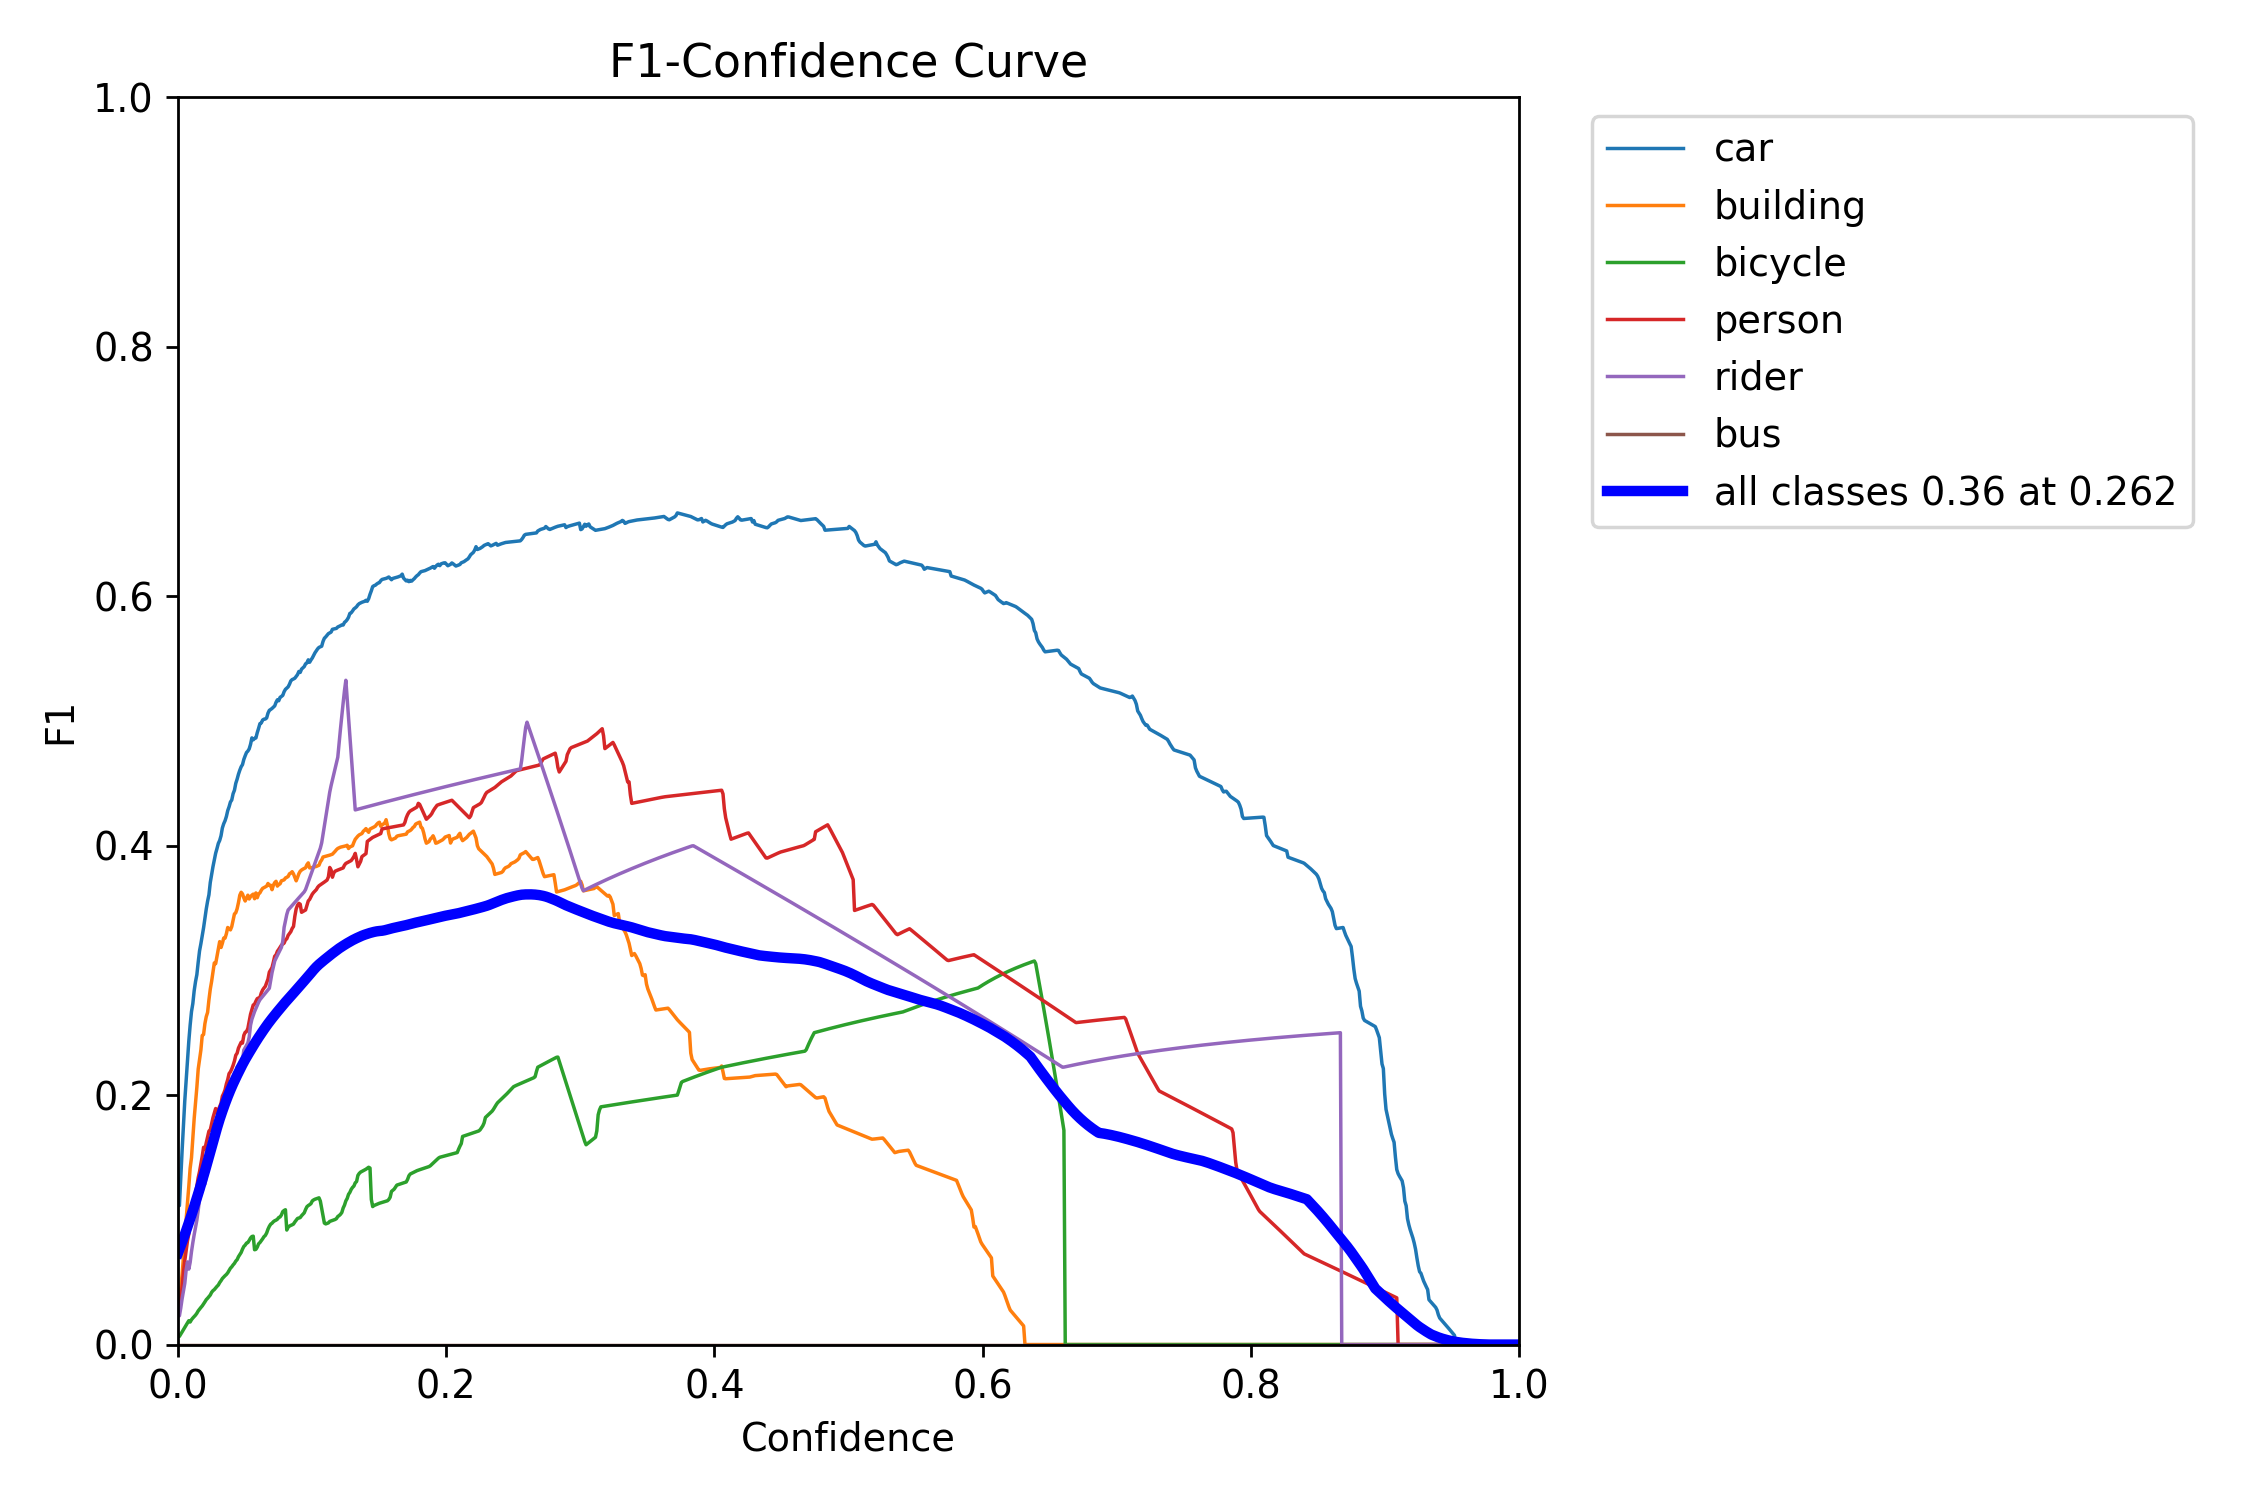 F1-Confidence Curve
1.0
0.8
0.6
0.4
0.2
0.0
F1
0.0 0.2 0.4 0.6 0.8 1.0
Confidence
car
building
bicycle
person
rider
bus
all classes 0.36 at 0.262